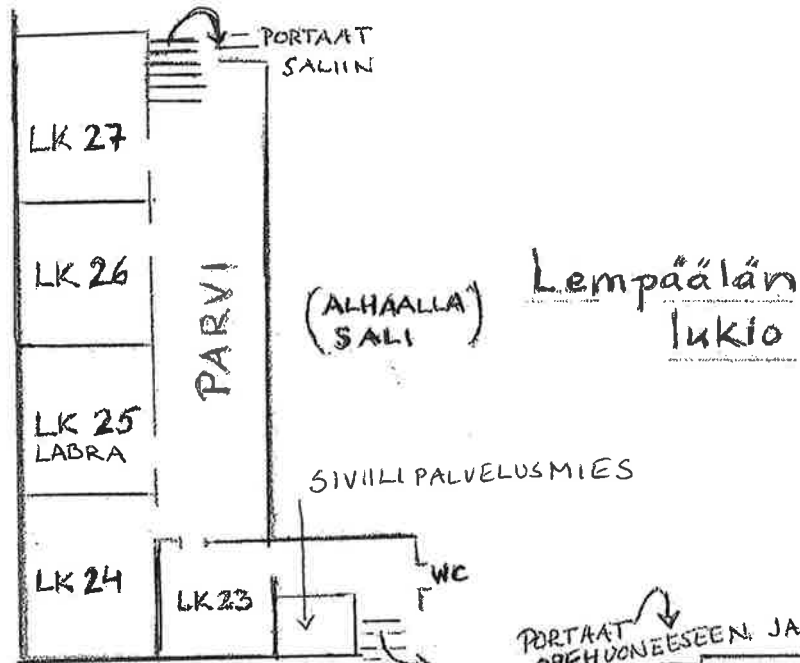 PORTAAT
SALIIN
LK 27
LK 26
PARVI
(ALHAALLA
SALI)
Lempäälän
lukio
LK 25
LABRA
SIVIILIPALVELUSMIES
LK 24
LK 23
WC
PORTAAT
OPEHUONEESEEN JA